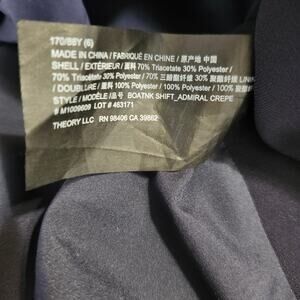 170/88Y (6)
MADE IN CHINA / FABRIQUÉ EN CHINE / 原产地 中国
SHELL / EXTÉRIEUR / 面料 70% Triacetate 30% Polyester /
70% Triacétate 30% Polyester / 70% 三醋酯纤维 30% 聚酯纤维 LINING
/ DOUBLURE / 里料 100% Polyester / 100% Polyester / 100% 聚酯纤维
STYLE / MODÈLE /品号 BOATNK SHIFT_ADMIRAL CREPE
# M1009609 LOT # 463171
THEORY LLC RN 98406 CA 39862